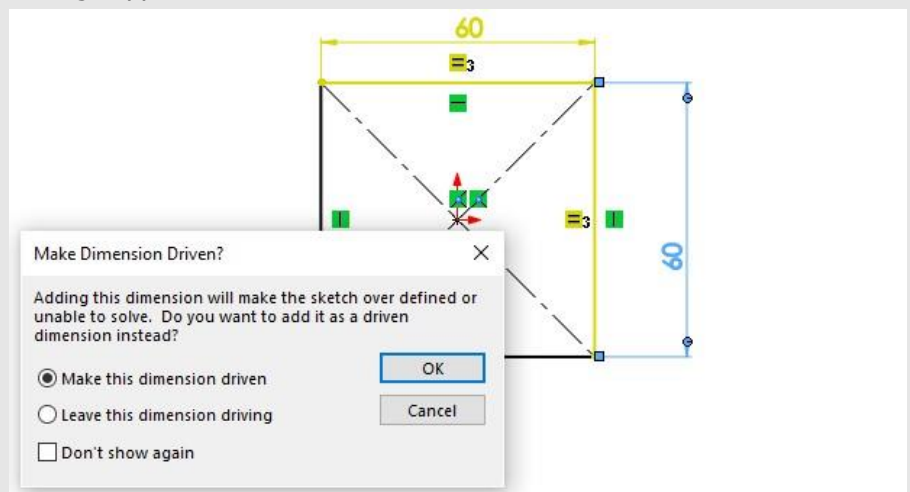 60
3
3
60
Make Dimension Driven?
Adding this dimension will make the sketch over defined or
unable to solve. Do you want to add it as a driven
dimension instead?
Make this dimension driven
OK
Leave this dimension driving
Cancel
Don't show again